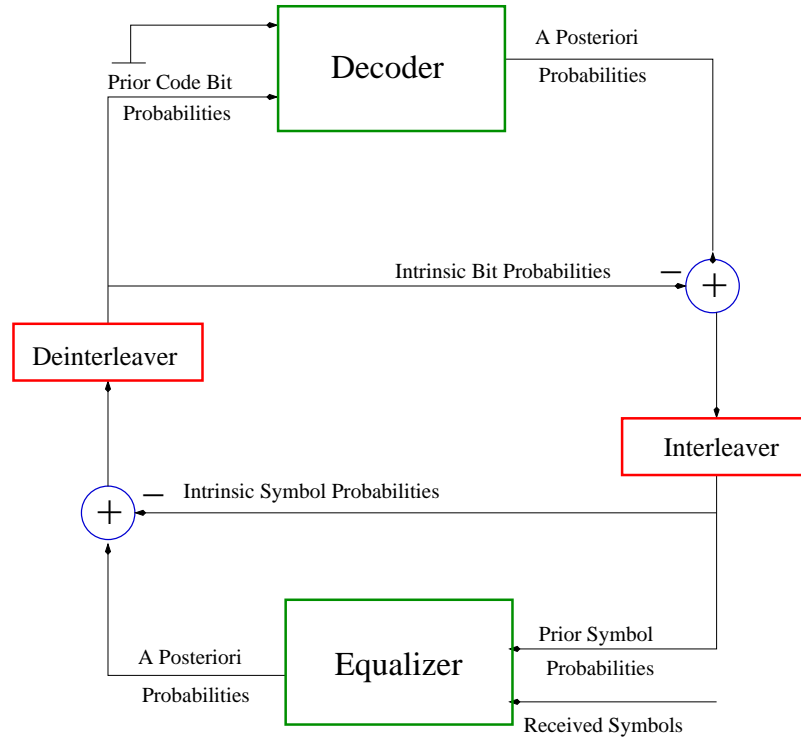 A Posteriori
Decoder
Prior Code Bit
Probabilities
Probabilities
Intrinsic Bit Probabilities
−
+
Deinterleaver
Interleaver
Intrinsic Symbol Probabilities
−
+
Prior Symbol
A Posteriori
Equalizer
Probabilities
Probabilities
Received Symbols